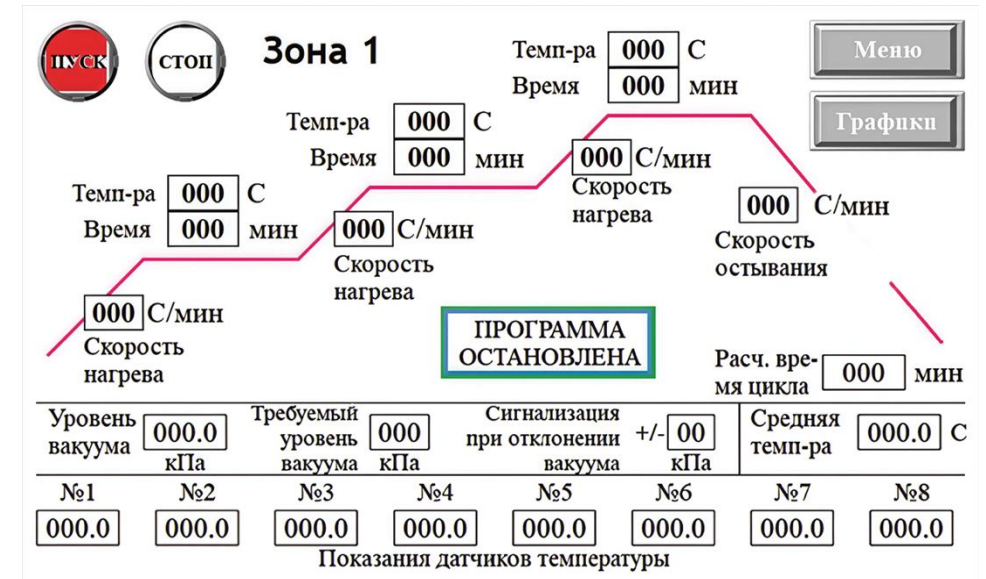 ПУСК
СТОП
Зона 1
Темп-ра 000 С
Время 000 мин
Меню
Графики
Темп-ра 000 С
Время 000 мин
000 С/мин
Скорость
нагрева
Темп-ра 000 С
Время 000 мин
000 С/мин
Скорость
нагрева
000 С/мин
Скорость
остывания
000 С/мин
Скорость
нагрева
ПРОГРАММА
ОСТАНОВЛЕНА
Расч. вре-
мя цикла 000 мин
Уровень
вакуума
000.0
кПа
Требуемый
уровень
вакуума
000
кПа
Сигнализация
при отклонении
вакуума
+/- 00
кПа
Средняя
темп-ра
000.0 С
№1 №2 №3 №4 №5 №6 №7 №8
000.0 000.0 000.0 000.0 000.0 000.0 000.0 000.0
Показания датчиков температуры